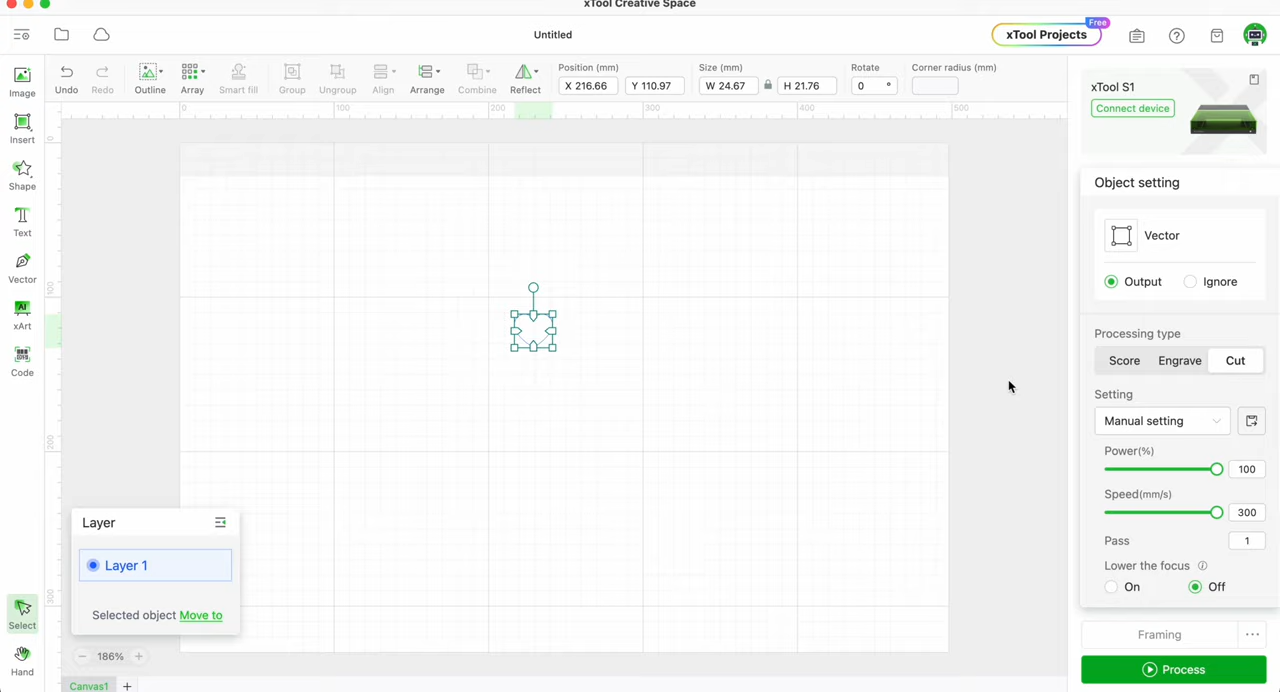 xTool Creative Space
Untitled
xTool Projects
Free
Image
Insert
Shape
Text
Vector
xArt
AI
Code
Select
Hand
Undo
Redo
Outline
Array
Smart fill
Group
Ungroup
Align
Arrange
Combine
Reflect
Position (mm)
X 216.66
Y 110.97
Size (mm)
W 24.67
H 21.76
Rotate
0 °
Corner radius (mm)
0
100
200
300
400
500
0
100
200
300
Layer
Layer 1
Selected object Move to
186%
Canvas1
xTool S1
Connect device
Object setting
Vector
Output
Ignore
Processing type
Score
Engrave
Cut
Setting
Manual setting
Power(%)
100
Speed(mm/s)
300
Pass
1
Lower the focus
On
Off
Framing
Process